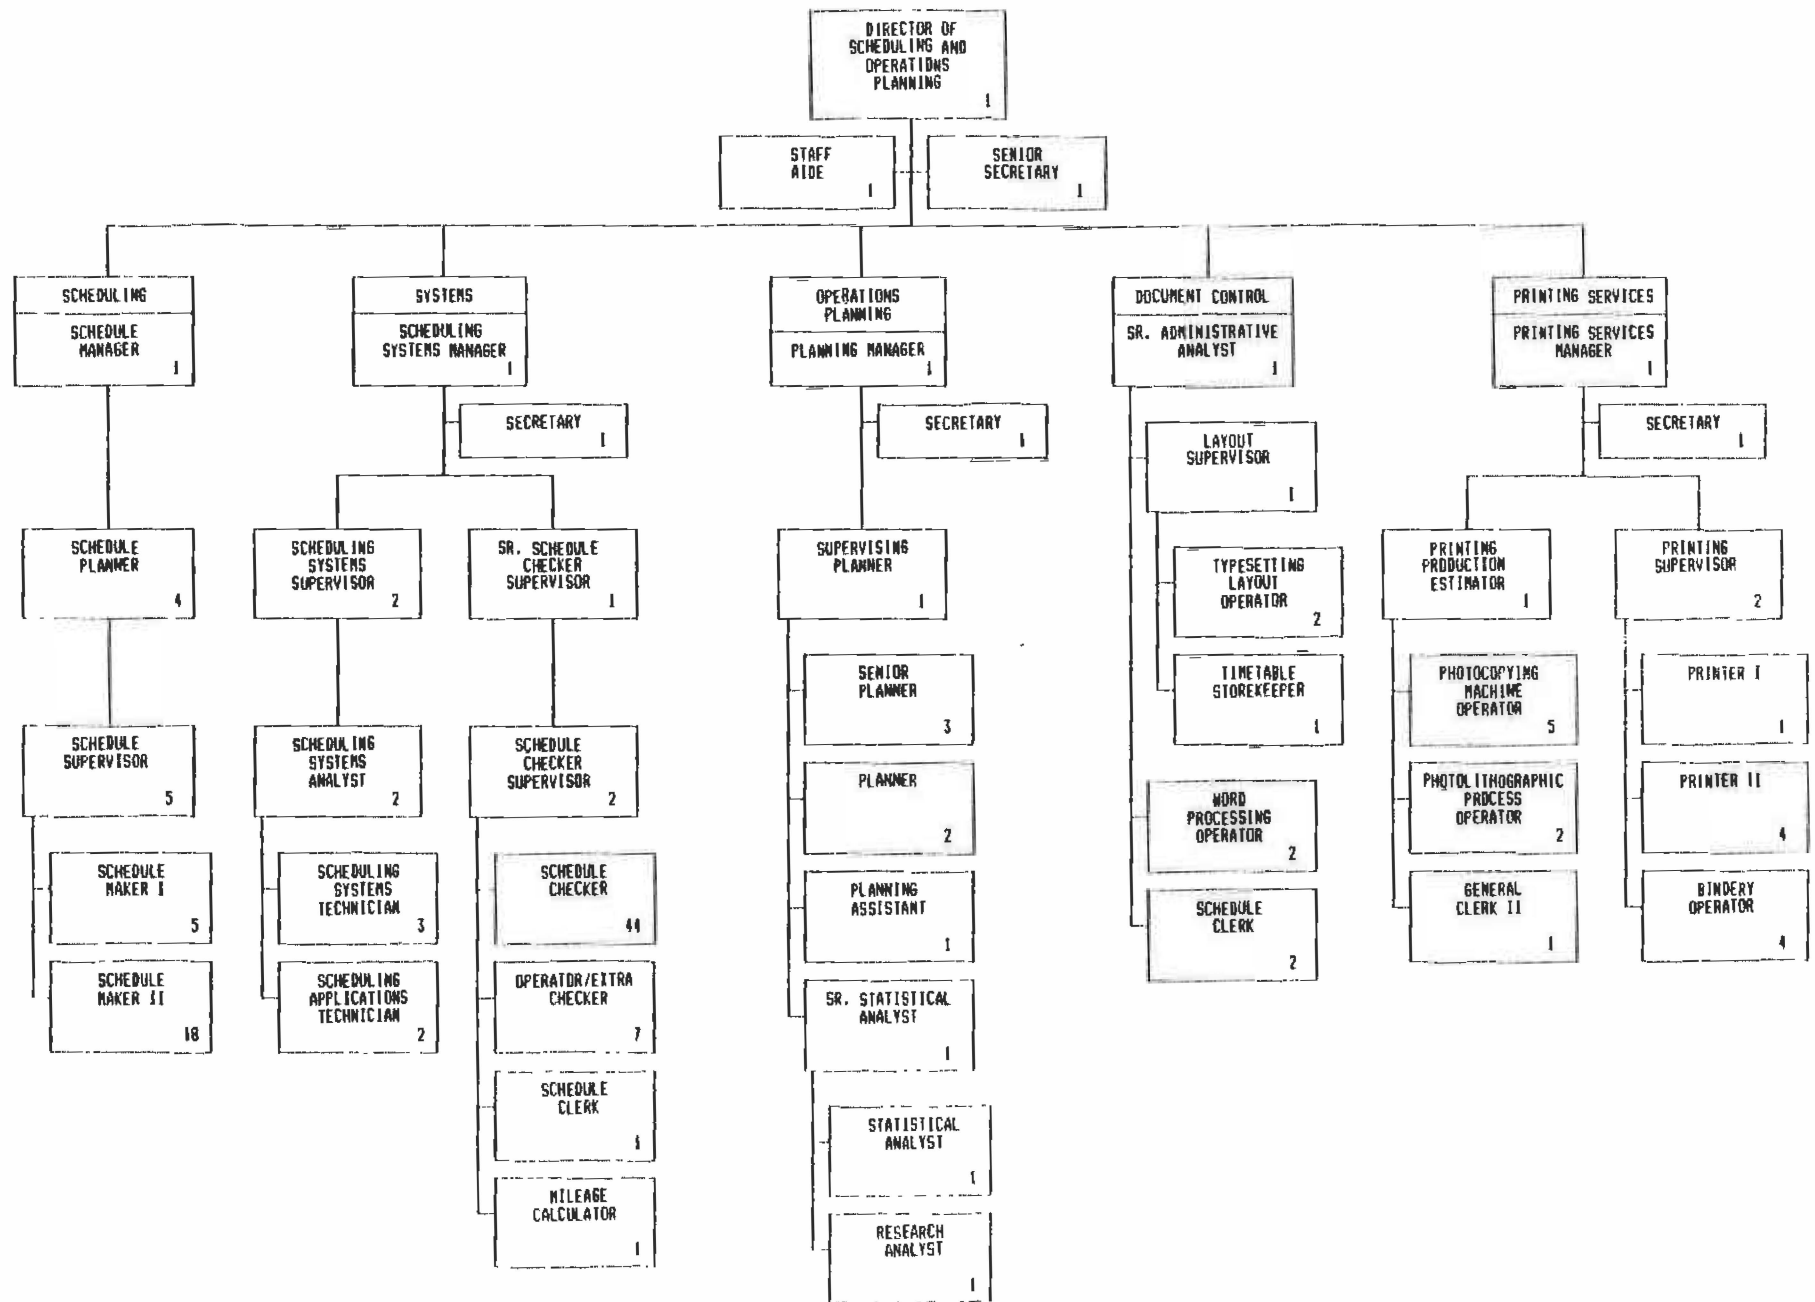 DIRECTOR OF
SCHEDULING AND
OPERATIONS
PLANNING
1
STAFF
AIDE
1
SENIOR
SECRETARY
1
SCHEDULING
SCHEDULE
MANAGER
1
SYSTEMS
SCHEDULING
SYSTEMS MANAGER
1
OPERATIONS
PLANNING
PLANNING MANAGER
1
DOCUMENT CONTROL
SR. ADMINISTRATIVE
ANALYST
1
PRINTING SERVICES
PRINTING SERVICES
MANAGER
1
SECRETARY
1
SECRETARY
1
LAYOUT
SUPERVISOR
1
SECRETARY
1
SCHEDULE
PLANNER
4
SCHEDULING
SYSTEMS
SUPERVISOR
2
SR. SCHEDULE
CHECKER
SUPERVISOR
1
SUPERVISING
PLANNER
1
TYPESETTING
LAYOUT
OPERATOR
2
PRINTING
PRODUCTION
ESTIMATOR
1
PRINTING
SUPERVISOR
2
SENIOR
PLANNER
3
TIMETABLE
STOREKEEPER
1
PHOTOCOPYING
MACHINE
OPERATOR
5
PRINTER I
1
SCHEDULE
SUPERVISOR
5
SCHEDULING
SYSTEMS
ANALYST
2
SCHEDULE
CHECKER
SUPERVISOR
2
PLANNER
2
WORD
PROCESSING
OPERATOR
2
PHOTOLITHOGRAPHIC
PROCESS
OPERATOR
2
PRINTER II
4
SCHEDULE
MAKER I
5
SCHEDULING
SYSTEMS
TECHNICIAN
3
SCHEDULE
CHECKER
44
PLANNING
ASSISTANT
1
SCHEDULE
CLERK
2
GENERAL
CLERK II
1
BINDERY
OPERATOR
4
SCHEDULE
MAKER II
18
SCHEDULING
APPLICATIONS
TECHNICIAN
2
OPERATOR/EXTRA
CHECKER
7
SR. STATISTICAL
ANALYST
1
SCHEDULE
CLERK
1
STATISTICAL
ANALYST
1
MILEAGE
CALCULATOR
1
RESEARCH
ANALYST
1